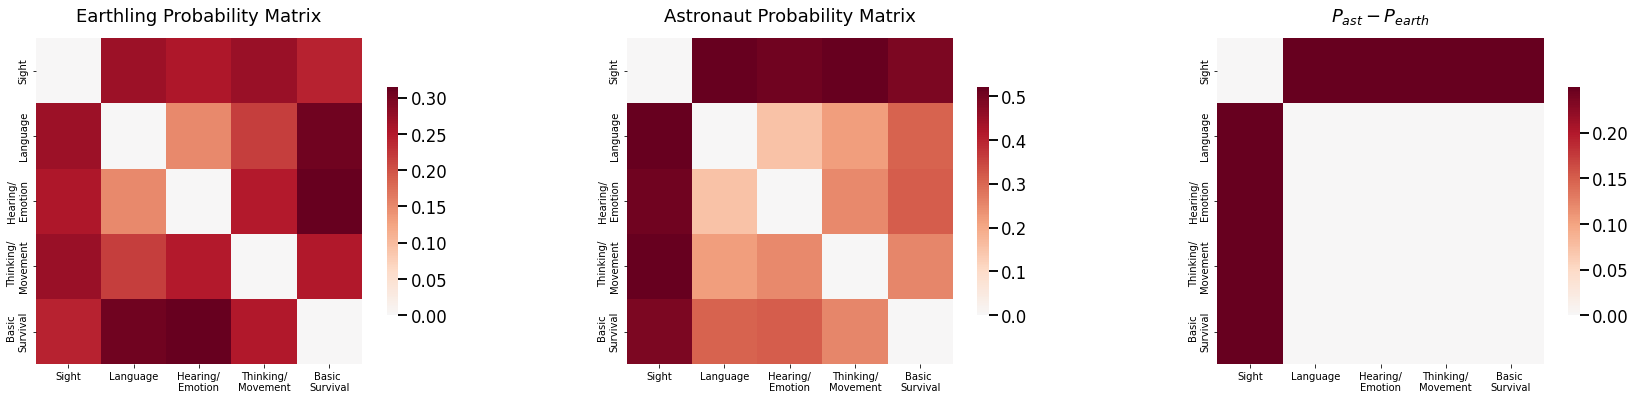 Earthling Probability Matrix
Sight
Language
Hearing/
Emotion
Thinking/
Movement
Basic
Survival
Sight
Language
Hearing/
Emotion
Thinking/
Movement
Basic
Survival
0.30
0.25
0.20
0.15
0.10
0.05
0.00
Astronaut Probability Matrix
Sight
Language
Hearing/
Emotion
Thinking/
Movement
Basic
Survival
Sight
Language
Hearing/
Emotion
Thinking/
Movement
Basic
Survival
0.5
0.4
0.3
0.2
0.1
0.0
P_ast − P_earth
Sight
Language
Hearing/
Emotion
Thinking/
Movement
Basic
Survival
Sight
Language
Hearing/
Emotion
Thinking/
Movement
Basic
Survival
0.20
0.15
0.10
0.05
0.00